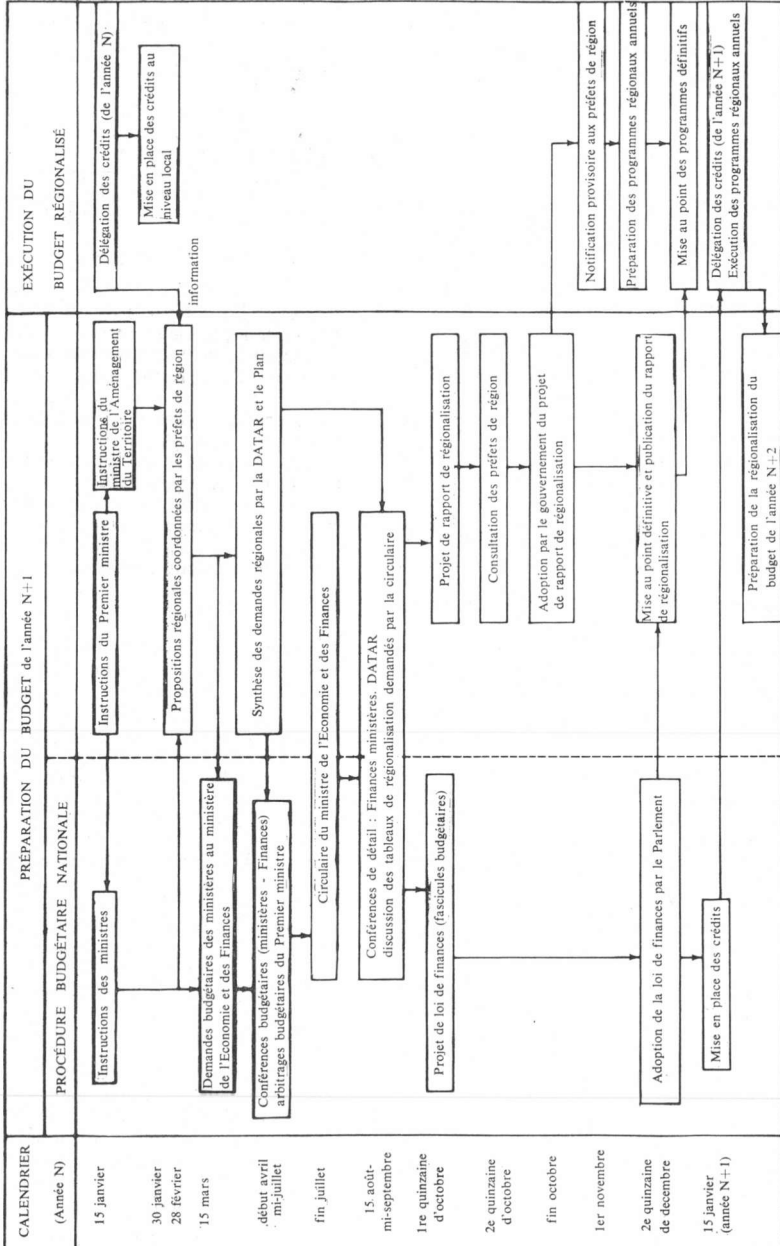 CALENDRIER
(Année N)
PRÉPARATION DU BUDGET de l'année N+1
PROCÉDURE BUDGÉTAIRE NATIONALE
EXÉCUTION DU
BUDGET RÉGIONALISÉ
15 janvier
Instructions des ministres
Instructions du Premier ministre
Instructions du
ministre de l'Aménagement
du Territoire
Délégation des crédits (de l'année N)
Mise en place des crédits au
niveau local
30 janvier
28 février
Propositions régionales coordonnées par les préfets de région
information
15 mars
Demandes budgétaires des ministères au ministère
de l'Economie et des Finances
début avril
mi-juillet
Conférences budgétaires (ministères - Finances)
arbitrages budgétaires du Premier ministre
Synthèse des demandes régionales par la DATAR et le Plan
fin juillet
Circulaire du ministre de l'Economie et des Finances
15 août-
mi-septembre
Conférences de détail : Finances ministères. DATAR
discussion des tableaux de régionalisation demandés par la circulaire
1re quinzaine
d'octobre
Projet de loi de finances (fascicules budgétaires)
Projet de rapport de régionalisation
2e quinzaine
d'octobre
Consultation des préfets de région
fin octobre
Adoption par le gouvernement du projet
de rapport de régionalisation
1er novembre
Notification provisoire aux préfets de région
Préparation des programmes régionaux annuels
2e quinzaine
de decembre
Adoption de la loi de finances par le Parlement
Mise au point définitive et publication du rapport
de régionalisation
Mise au point des programmes définitifs
15 janvier
(année N+1)
Mise en place des crédits
Délégation des crédits (de l'année N+1)
Exécution des programmes régionaux annuels
Préparation de la régionalisation du
budget de l'année N+2